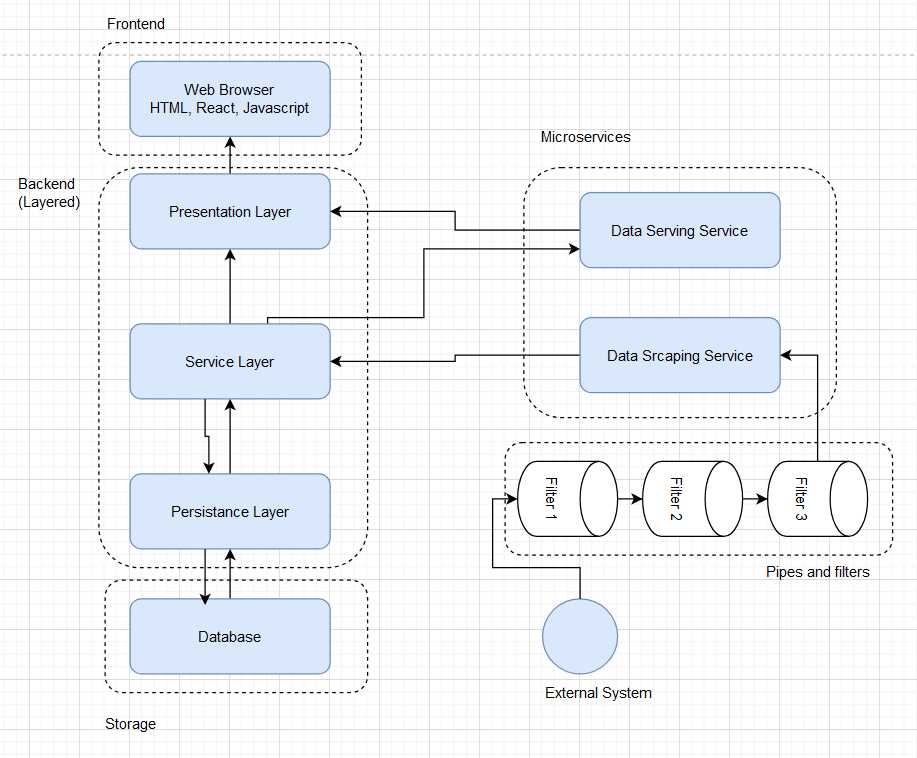 Frontend
Web Browser
HTML, React, Javascript
Microservices
Backend
(Layered)
Presentation Layer
Data Serving Service
Service Layer
Data Srcaping Service
Persistance Layer
Filter 1
Filter 2
Filter 3
Pipes and filters
Database
External System
Storage